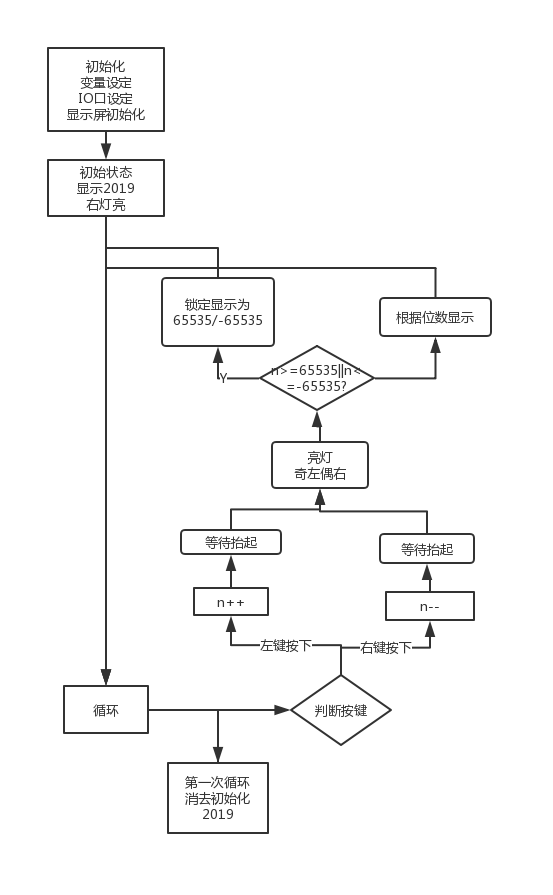 初始化
变量设定
IO口设定
显示屏初始化
初始状态
显示2019
右灯亮
锁定显示为
65535/-65535
根据位数显示
n>=65535||n<
=-65535?
Y
亮灯
奇左偶右
等待抬起
等待抬起
n++
n--
左键按下
右键按下
循环
判断按键
第一次循环
消去初始化
2019